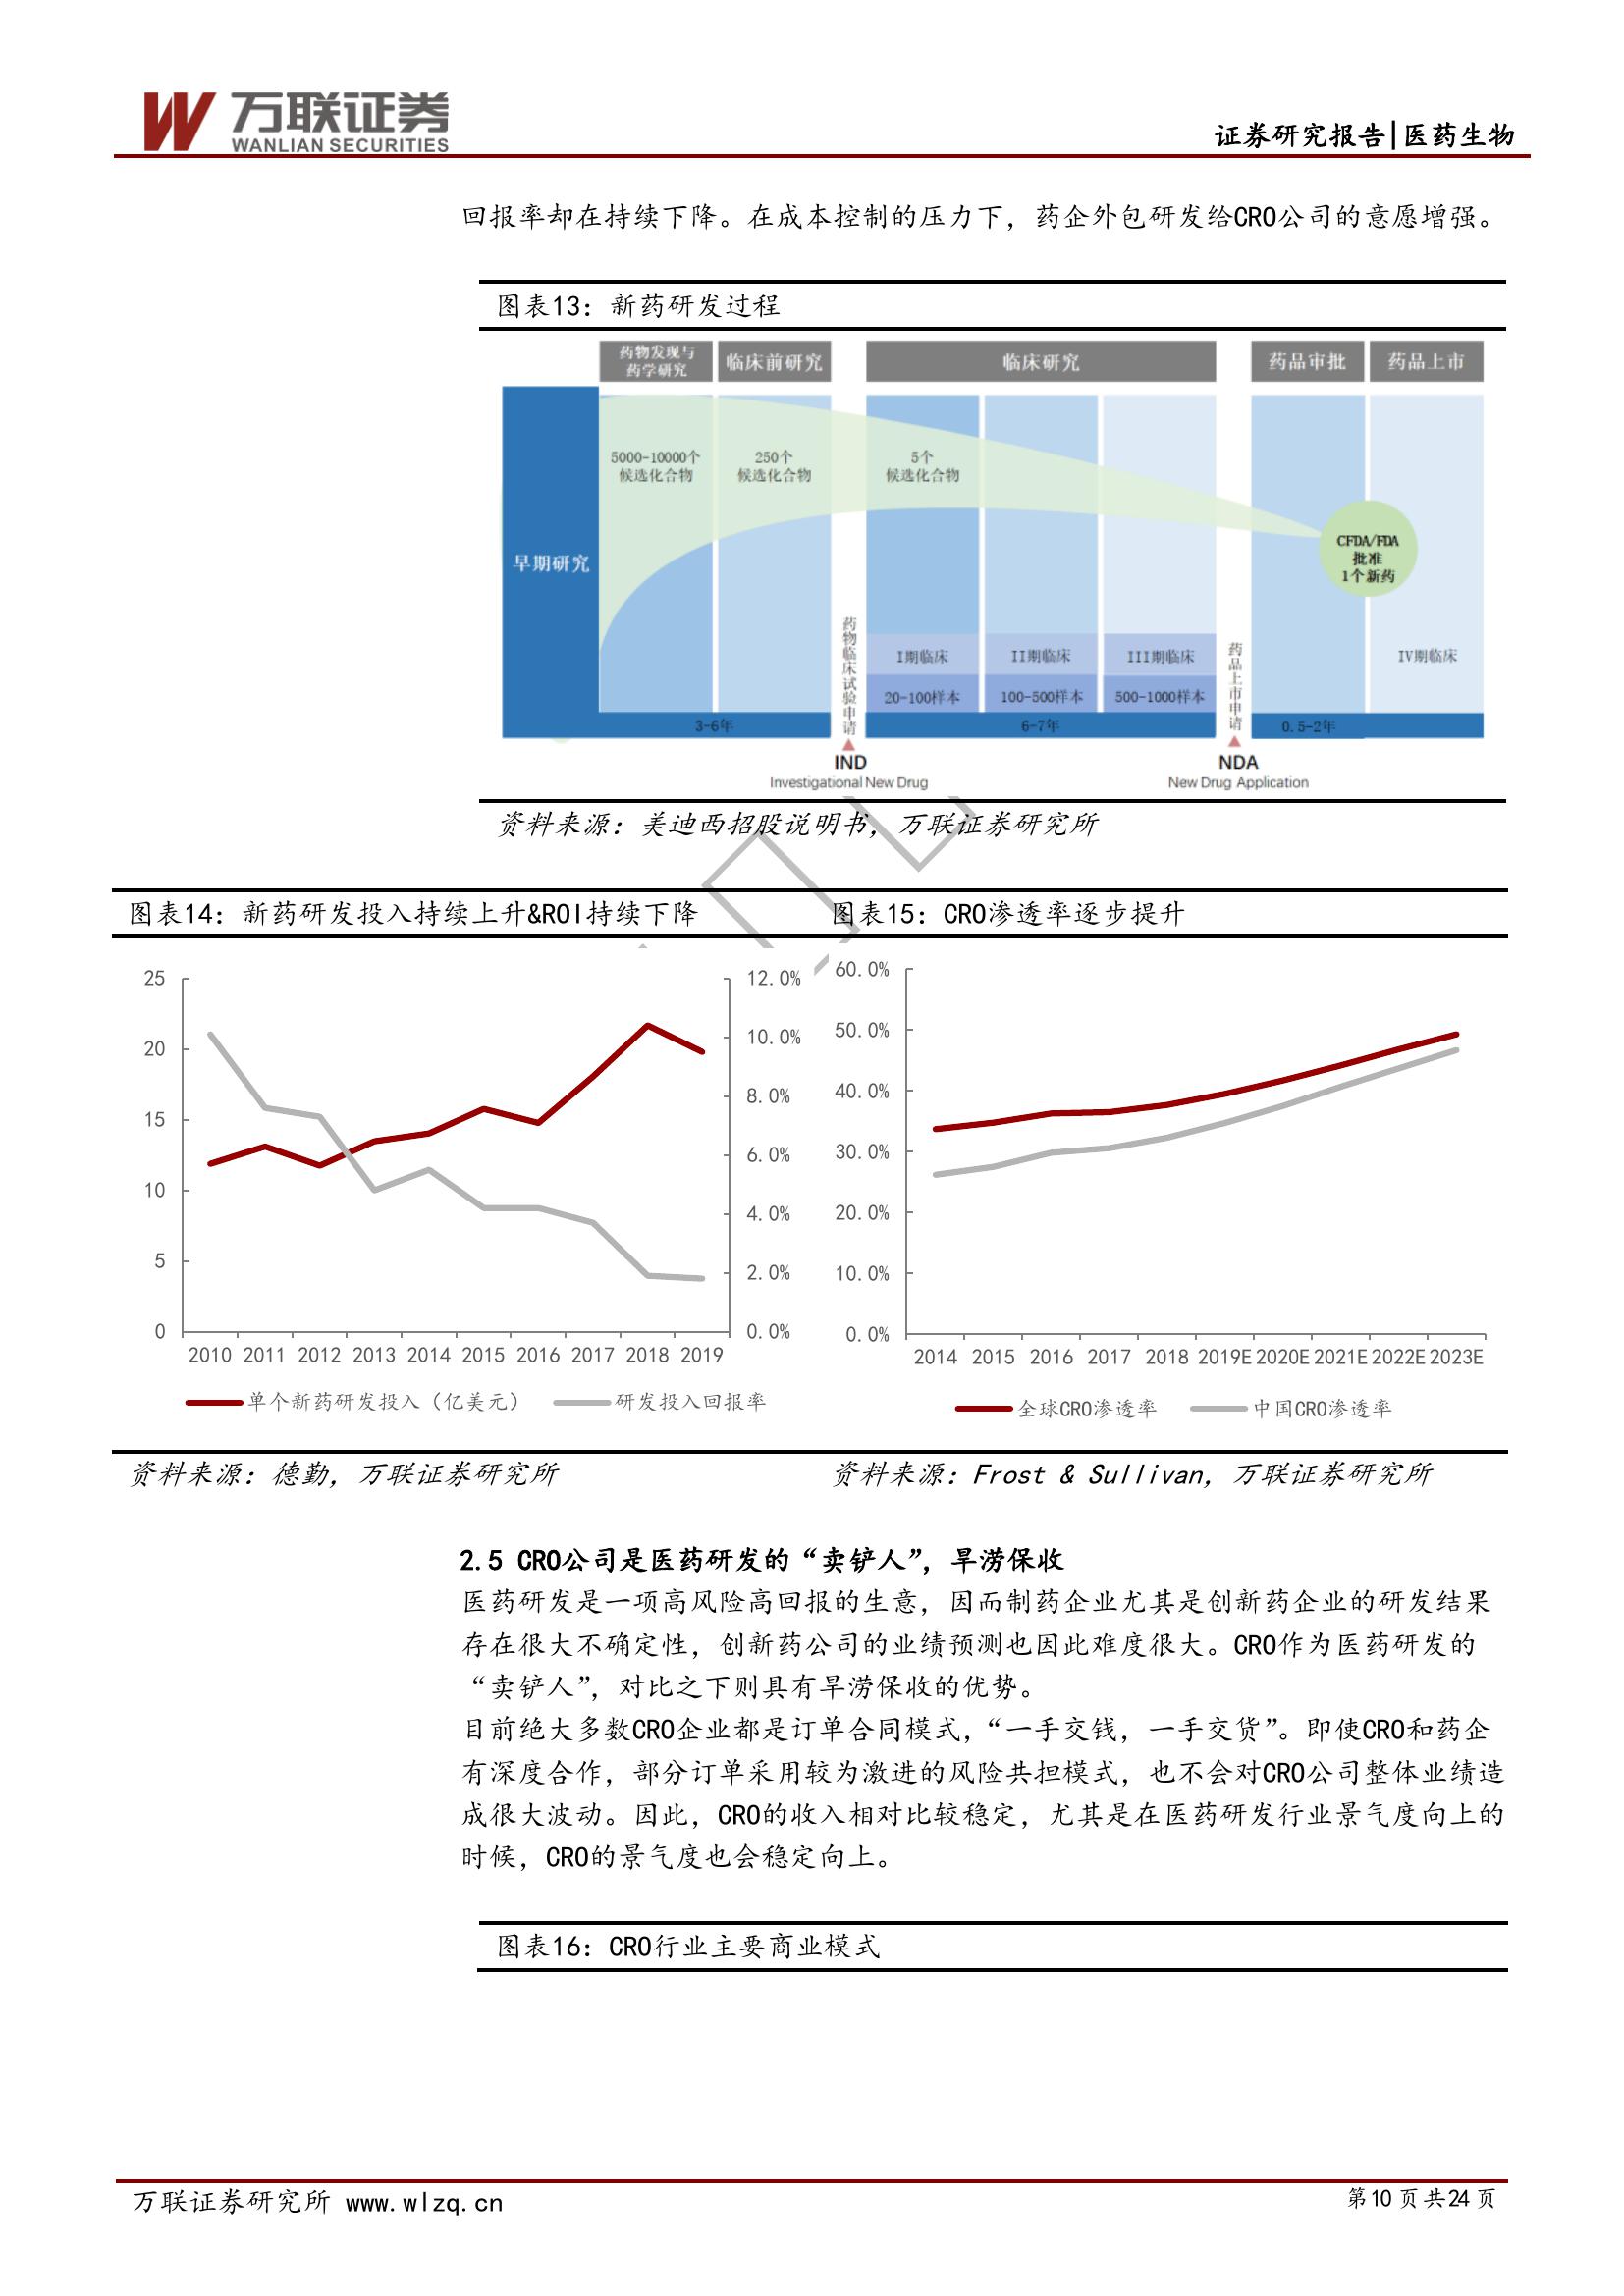 万联证券
WANLIAN SECURITIES
证券研究报告|医药生物
回报率却在持续下降。在成本控制的压力下，药企外包研发给CRO公司的意愿增强。
图表13：新药研发过程
药物发现与
药学研究
临床前研究
临床研究
药品审批
药品上市
早期研究
5000-10000个
候选化合物
250个
候选化合物
5个
候选化合物
CFDA/FDA
批准
1个新药
药物临床试验申请
I期临床
II期临床
III期临床
药品上市申请
IV期临床
20-100样本
100-500样本
500-1000样本
3-6年
6-7年
0.5-2年
IND
Investigational New Drug
NDA
New Drug Application
资料来源：美迪西招股说明书，万联证券研究所
图表14：新药研发投入持续上升&ROI持续下降
25
20
15
10
5
0
12.0%
10.0%
8.0%
6.0%
4.0%
2.0%
0.0%
2010 2011 2012 2013 2014 2015 2016 2017 2018 2019
单个新药研发投入（亿美元） 研发投入回报率
资料来源：德勤，万联证券研究所
图表15：CRO渗透率逐步提升
60.0%
50.0%
40.0%
30.0%
20.0%
10.0%
0.0%
2014 2015 2016 2017 2018 2019E 2020E 2021E 2022E 2023E
全球CRO渗透率 中国CRO渗透率
资料来源：Frost & Sullivan，万联证券研究所
2.5 CRO公司是医药研发的“卖铲人”，旱涝保收
医药研发是一项高风险高回报的生意，因而制药企业尤其是创新药企业的研发结果
存在很大不确定性，创新药公司的业绩预测也因此难度很大。CRO作为医药研发的
“卖铲人”，对比之下则具有旱涝保收的优势。
目前绝大多数CRO企业都是订单合同模式，“一手交钱，一手交货”。即使CRO和药企
有深度合作，部分订单采用较为激进的风险共担模式，也不会对CRO公司整体业绩造
成很大波动。因此，CRO的收入相对比较稳定，尤其是在医药研发行业景气度向上的
时候，CRO的景气度也会稳定向上。
图表16：CRO行业主要商业模式
万联证券研究所 www.wlzq.cn
第10页共24页